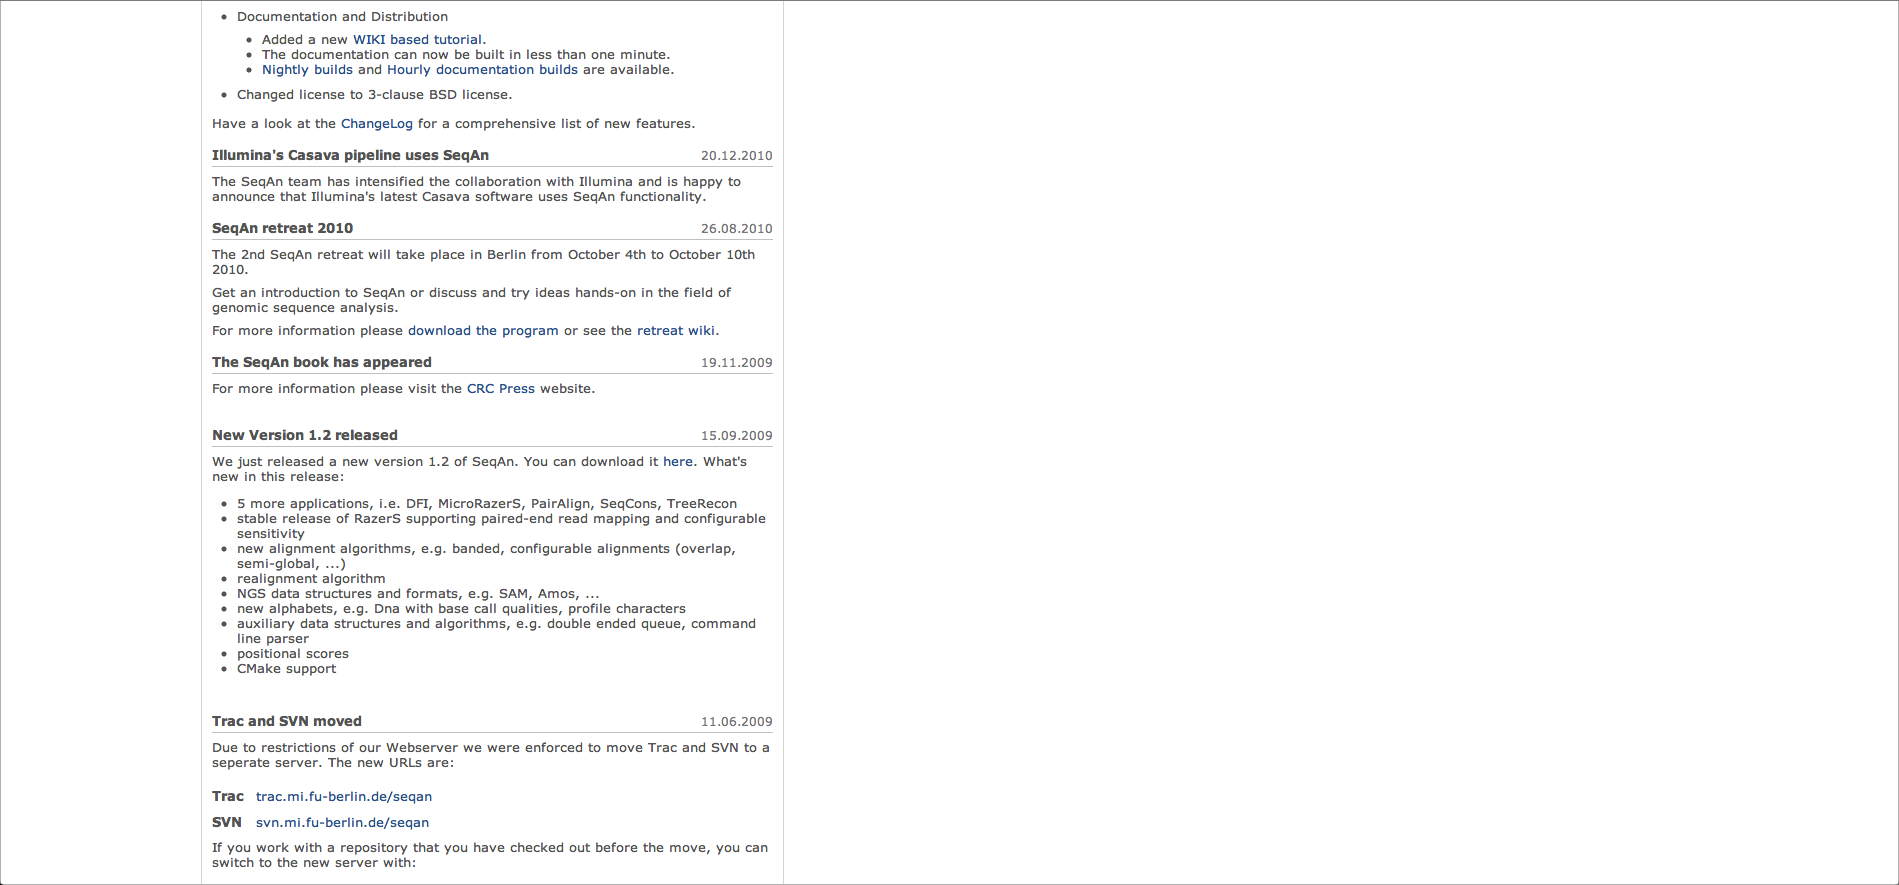 Documentation and Distribution
Added a new WIKI based tutorial.
The documentation can now be built in less than one minute.
Nightly builds and Hourly documentation builds are available.
Changed license to 3-clause BSD license.
Have a look at the ChangeLog for a comprehensive list of new features.
Illumina's Casava pipeline uses SeqAn 20.12.2010
The SeqAn team has intensified the collaboration with Illumina and is happy to
announce that Illumina's latest Casava software uses SeqAn functionality.
SeqAn retreat 2010 26.08.2010
The 2nd SeqAn retreat will take place in Berlin from October 4th to October 10th
2010.
Get an introduction to SeqAn or discuss and try ideas hands-on in the field of
genomic sequence analysis.
For more information please download the program or see the retreat wiki.
The SeqAn book has appeared 19.11.2009
For more information please visit the CRC Press website.
New Version 1.2 released 15.09.2009
We just released a new version 1.2 of SeqAn. You can download it here. What's
new in this release:
5 more applications, i.e. DFI, MicroRazerS, PairAlign, SeqCons, TreeRecon
stable release of RazerS supporting paired-end read mapping and configurable
sensitivity
new alignment algorithms, e.g. banded, configurable alignments (overlap,
semi-global, ...)
realignment algorithm
NGS data structures and formats, e.g. SAM, Amos, ...
new alphabets, e.g. Dna with base call qualities, profile characters
auxiliary data structures and algorithms, e.g. double ended queue, command
line parser
positional scores
CMake support
Trac and SVN moved 11.06.2009
Due to restrictions of our Webserver we were enforced to move Trac and SVN to a
seperate server. The new URLs are:
Trac trac.mi.fu-berlin.de/seqan
SVN svn.mi.fu-berlin.de/seqan
If you work with a repository that you have checked out before the move, you can
switch to the new server with: